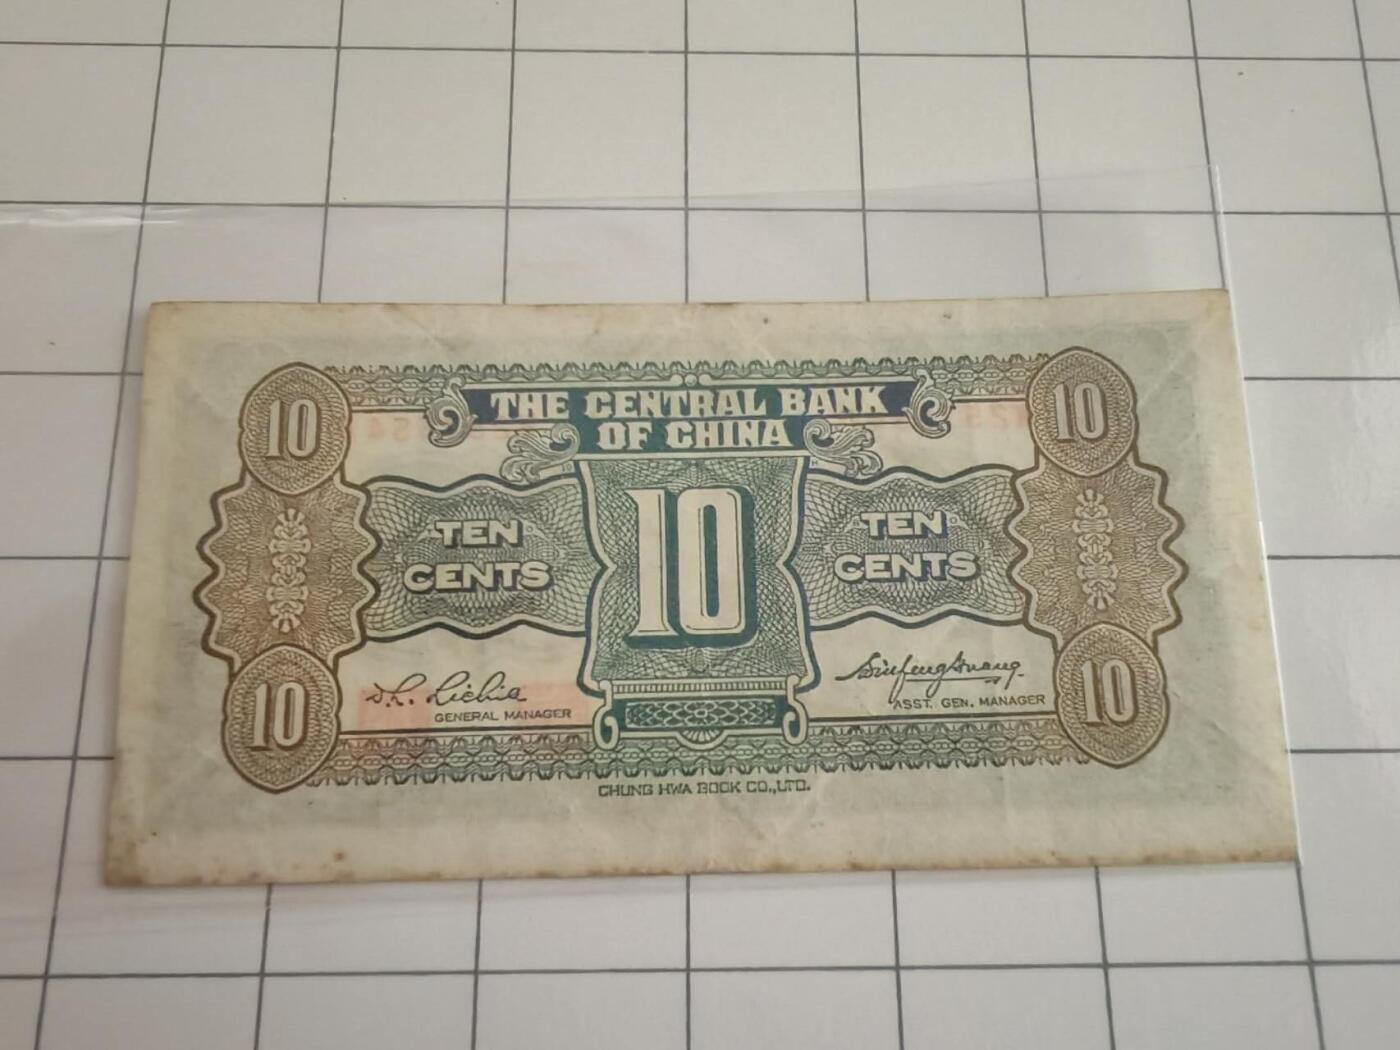 THE CENTRAL BANK
OF CHINA
10
10
10
TEN
CENTS
TEN
CENTS
10
10
GENERAL MANAGER
ASST. GEN. MANAGER
CHUNG HWA BOOK CO., LTD.